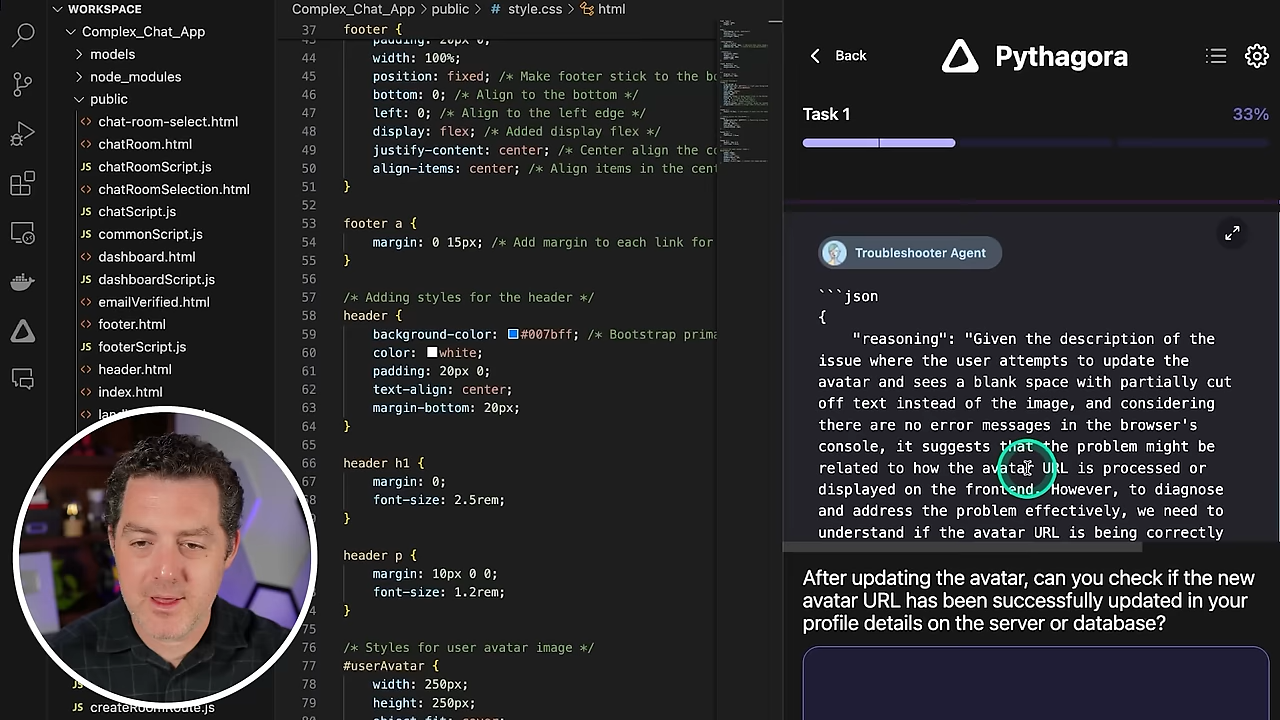 WORKSPACE
Complex_Chat_App
models
node_modules
public
chat-room-select.html
chatRoom.html
JS chatRoomScript.js
chatRoomSelection.html
JS chatScript.js
JS commonScript.js
dashboard.html
JS dashboardScript.js
emailVerified.html
footer.html
JS footerScript.js
header.html
index.html
createRoomRoute.js
Complex_Chat_App > public > # style.css > html
37 footer {
padding: 20px 0;
44 width: 100%;
45 position: fixed; /* Make footer stick to the bo
46 bottom: 0; /* Align to the bottom */
47 left: 0; /* Align to the left edge */
48 display: flex; /* Added display flex */
49 justify-content: center; /* Center align the co
50 align-items: center; /* Align items in the cent
51 }
52
53 footer a {
54 margin: 0 15px; /* Add margin to each link for
55 }
56
57 /* Adding styles for the header */
58 header {
59 background-color: #007bff; /* Bootstrap prima
60 color: white;
61 padding: 20px 0;
62 text-align: center;
63 margin-bottom: 20px;
64 }
65
66 header h1 {
67 margin: 0;
68 font-size: 2.5rem;
}
header p {
margin: 10px 0 0;
font-size: 1.2rem;
}
75
76 /* Styles for user avatar image */
77 #userAvatar {
78 width: 250px;
79 height: 250px;
Back
Pythagora
Task 1
33%
Troubleshooter Agent
```json
{
"reasoning": "Given the description of the
issue where the user attempts to update the
avatar and sees a blank space with partially cut
off text instead of the image, and considering
there are no error messages in the browser's
console, it suggests that the problem might be
related to how the avatar URL is processed or
displayed on the frontend. However, to diagnose
and address the problem effectively, we need to
understand if the avatar URL is being correctly
After updating the avatar, can you check if the new
avatar URL has been successfully updated in your
profile details on the server or database?